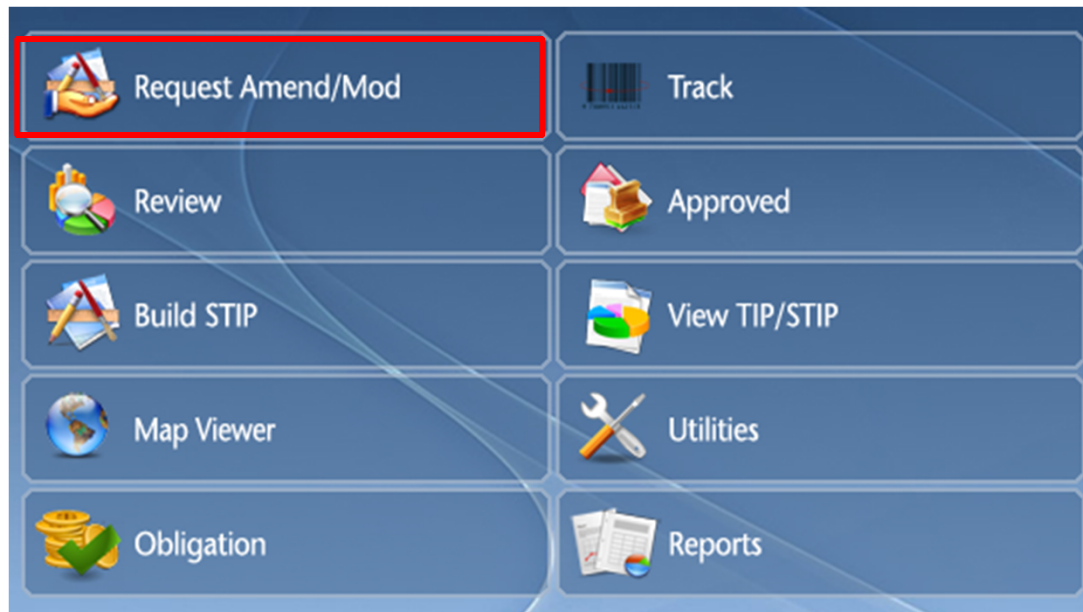 Request Amend/Mod
Track
Review
Approved
Build STIP
View TIP/STIP
Map Viewer
Utilities
Obligation
Reports